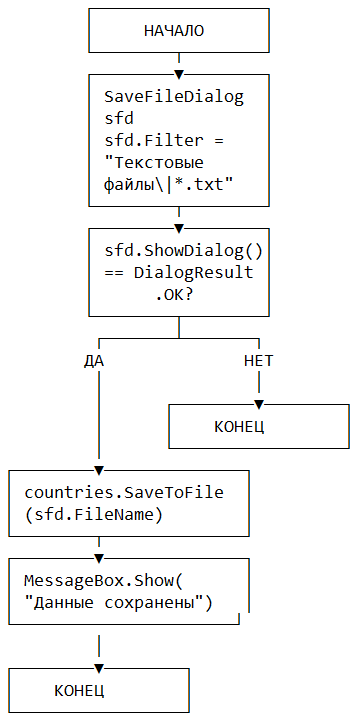 НАЧАЛО
SaveFileDialog
sfd
sfd.Filter =
"Текстовые
файлы\|*.txt"
sfd.ShowDialog()
== DialogResult
.OK?
ДА
НЕТ
КОНЕЦ
countries.SaveToFile
(sfd.FileName)
MessageBox.Show(
"Данные сохранены")
КОНЕЦ